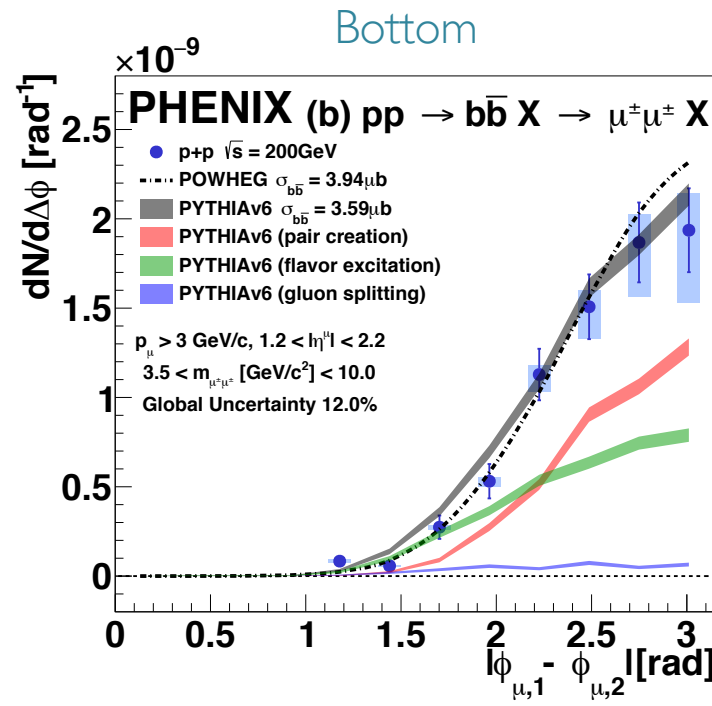 Bottom
×10⁻⁹
PHENIX (b) pp → bb̅ X → μ±μ± X
p+p √s = 200GeV
POWHEG σbb̅ = 3.94μb
PYTHIAv6 σbb̅ = 3.59μb
PYTHIAv6 (pair creation)
PYTHIAv6 (flavor excitation)
PYTHIAv6 (gluon splitting)
pμ > 3 GeV/c, 1.2 < |ημ| < 2.2
3.5 < mμ±μ± [GeV/c²] < 10.0
Global Uncertainty 12.0%
dN/dΔϕ [rad⁻¹]
2.5
2
1.5
1
0.5
0
0 0.5 1 1.5 2 2.5 3
|ϕμ,1 - ϕμ,2| [rad]